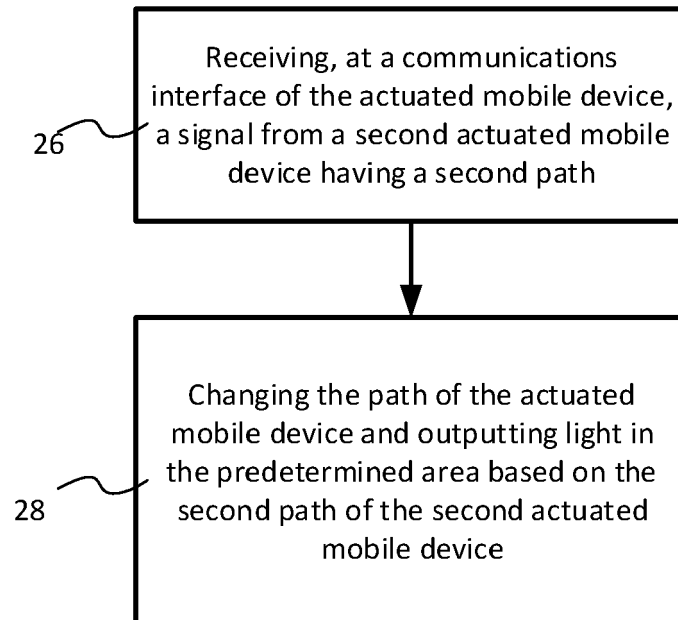 Receiving, at a communications
interface of the actuated mobile device,
a signal from a second actuated mobile
device having a second path
26
Changing the path of the actuated
mobile device and outputting light in
the predetermined area based on the
second path of the second actuated
mobile device
28